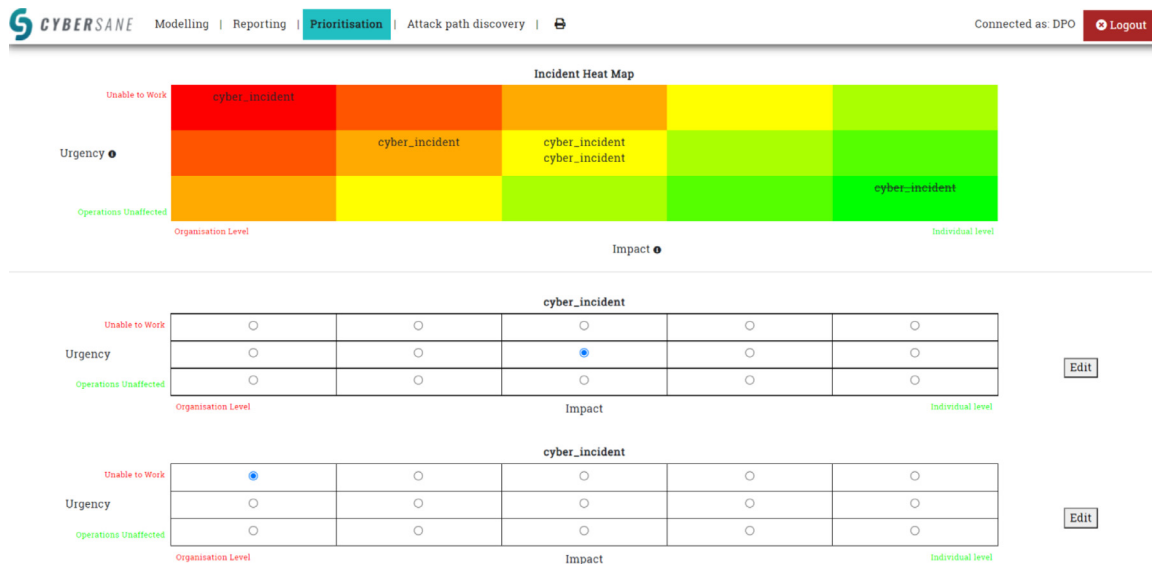 CYBERSANE Modelling | Reporting | Prioritisation | Attack path discovery | Connected as: DPO Logout
Incident Heat Map
Unable to Work cyber_incident
Urgency cyber_incident cyber_incident
cyber_incident
cyber_incident
Operations Unaffected
Organisation Level Individual level
Impact
cyber_incident
Unable to Work
Urgency
Edit
Operations Unaffected
Organisation Level Impact Individual level
cyber_incident
Unable to Work
Urgency
Edit
Operations Unaffected
Organisation Level Impact Individual level